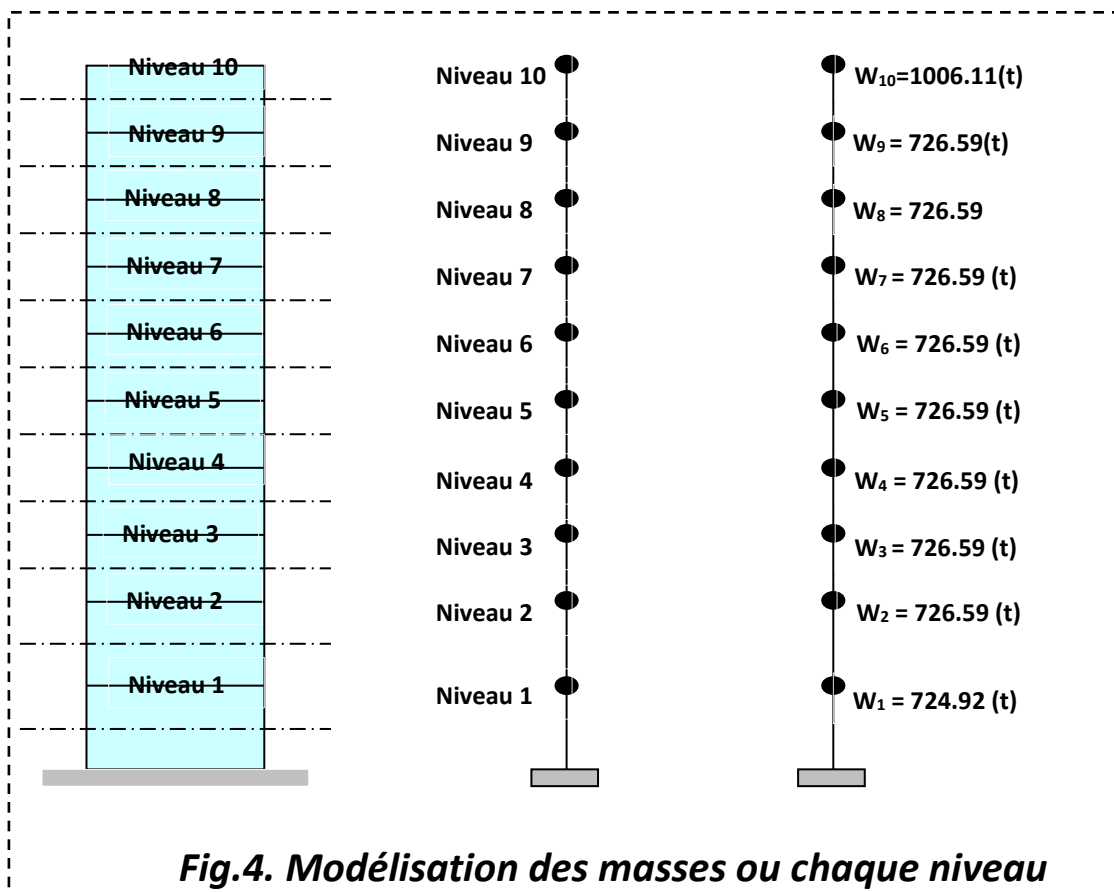 Niveau 10
Niveau 9
Niveau 8
Niveau 7
Niveau 6
Niveau 5
Niveau 4
Niveau 3
Niveau 2
Niveau 1
Niveau 10
Niveau 9
Niveau 8
Niveau 7
Niveau 6
Niveau 5
Niveau 4
Niveau 3
Niveau 2
Niveau 1
W₁₀=1006.11(t)
W₉ = 726.59(t)
W₈ = 726.59
W₇ = 726.59 (t)
W₆ = 726.59 (t)
W₅ = 726.59 (t)
W₄ = 726.59 (t)
W₃ = 726.59 (t)
W₂ = 726.59 (t)
W₁ = 724.92 (t)
Fig.4. Modélisation des masses ou chaque niveau